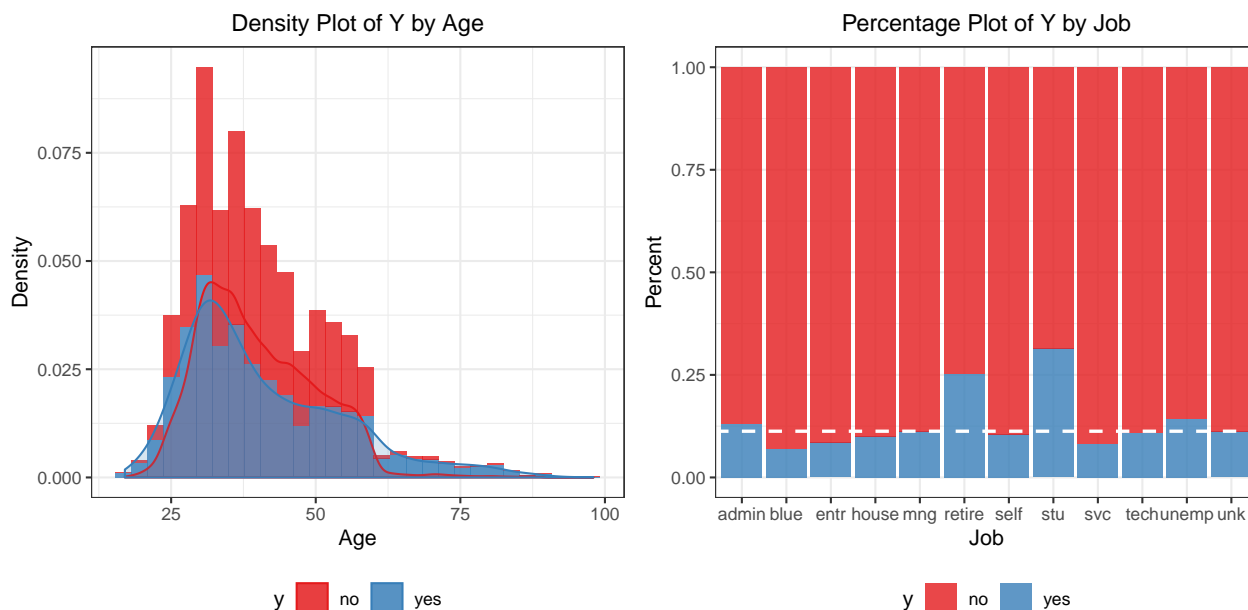 Density Plot of Y by Age
Density
0.075
0.050
0.025
0.000
25 50 75 100
Age
y no yes
Percentage Plot of Y by Job
Percent
1.00
0.75
0.50
0.25
0.00
admin blue entr house mng retire self stu svc tech unemp unk
Job
y no yes